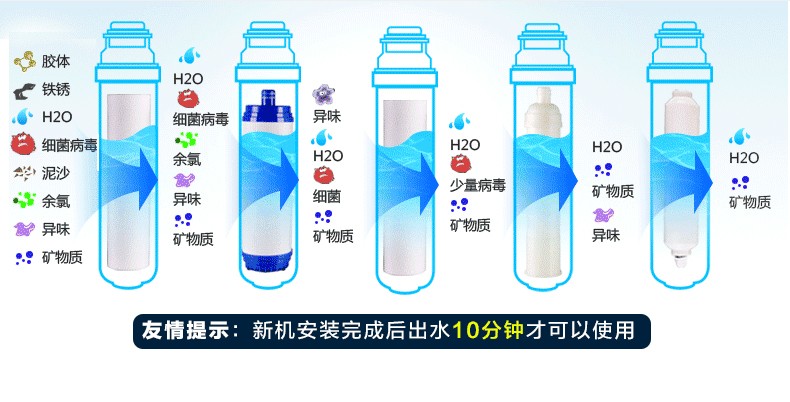 胶体
铁锈
H2O
细菌病毒
泥沙
余氯
异味
矿物质
H2O
细菌病毒
余氯
异味
矿物质
异味
H2O
细菌
矿物质
H2O
少量病毒
矿物质
H2O
矿物质
异味
H2O
矿物质
友情提示：新机安装完成后出水10分钟才可以使用